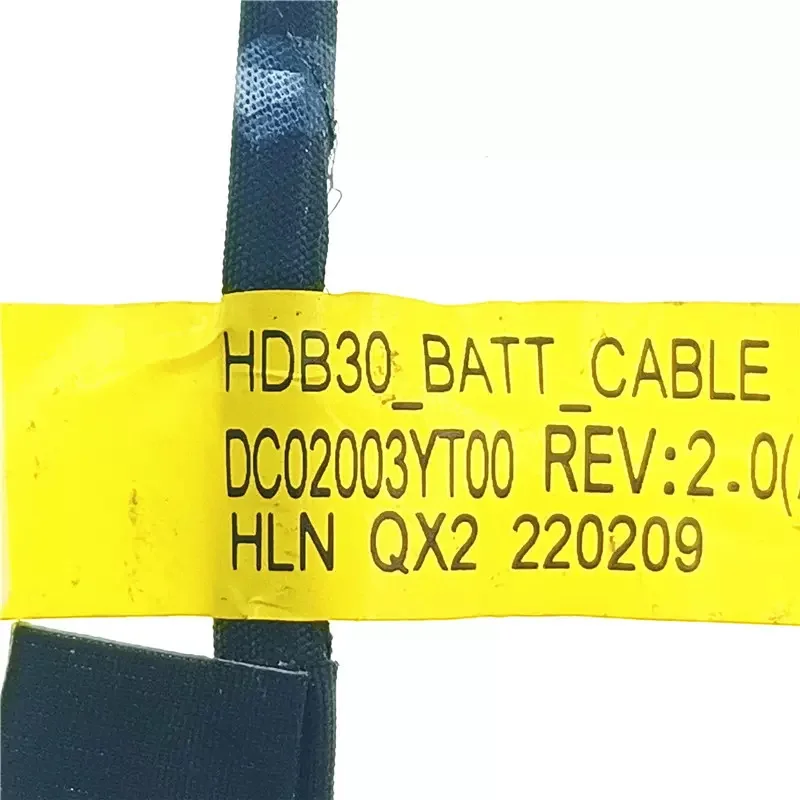 HDB30_BATT_CABLE
DC02003YT00 REV:2.0(
HLN QX2 220209